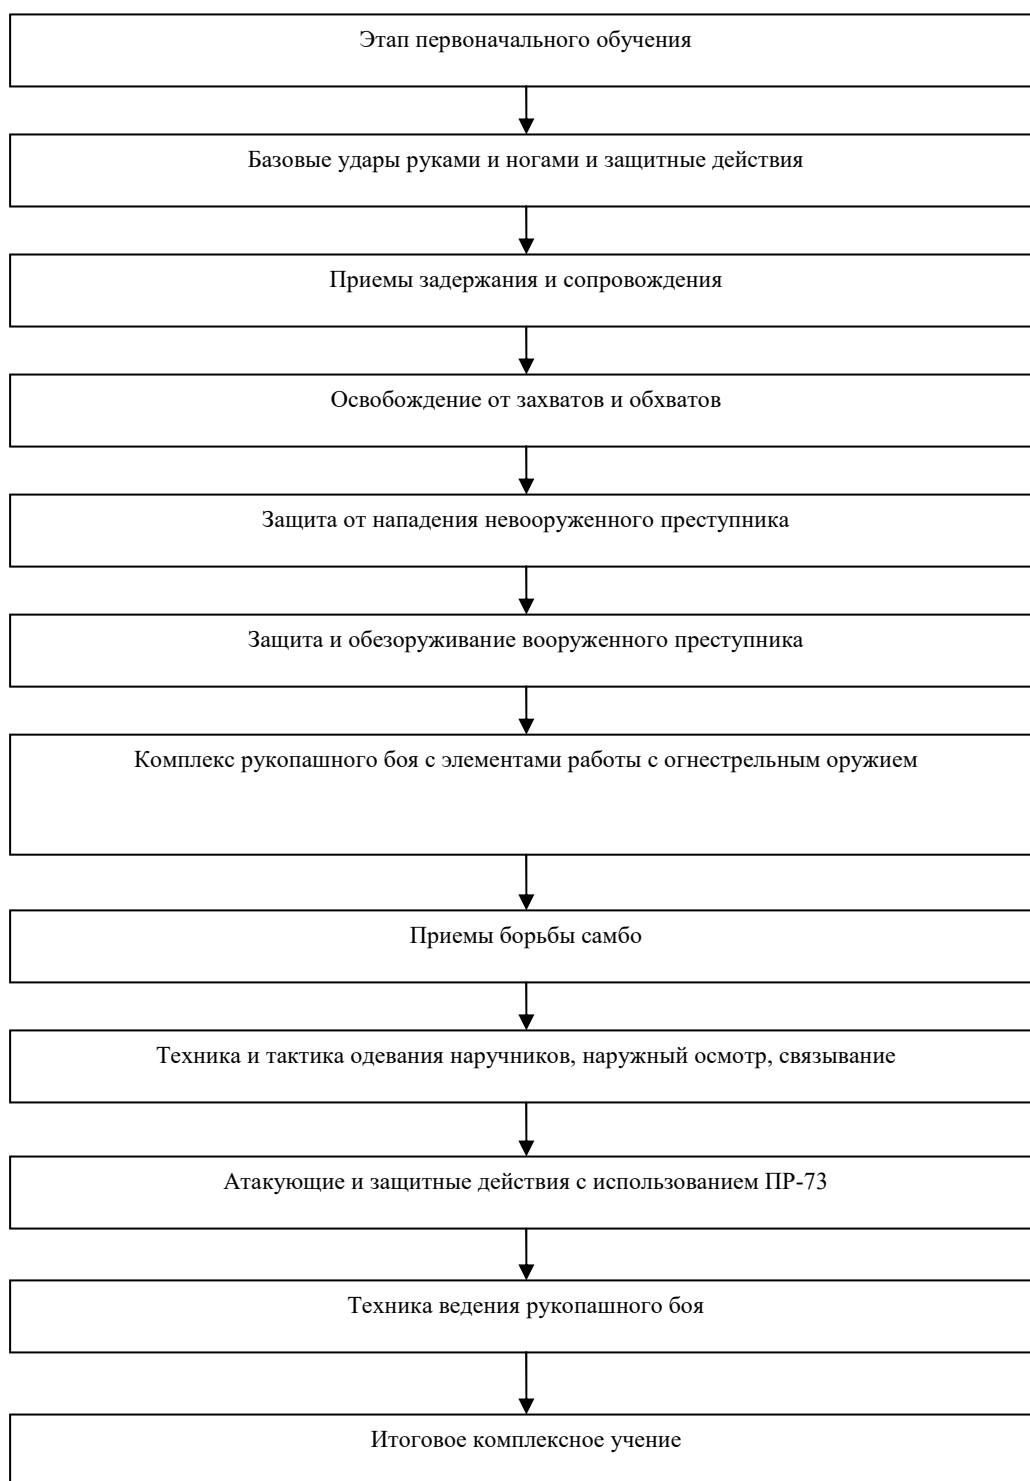 Этап первоначального обучения
Базовые удары руками и ногами и защитные действия
Приемы задержания и сопровождения
Освобождение от захватов и обхватов
Защита от нападения невооруженного преступника
Защита и обезоруживание вооруженного преступника
Комплекс рукопашного боя с элементами работы с огнестрельным оружием
Приемы борьбы самбо
Техника и тактика одевания наручников, наружный осмотр, связывание
Атакующие и защитные действия с использованием ПР-73
Техника ведения рукопашного боя
Итоговое комплексное учение